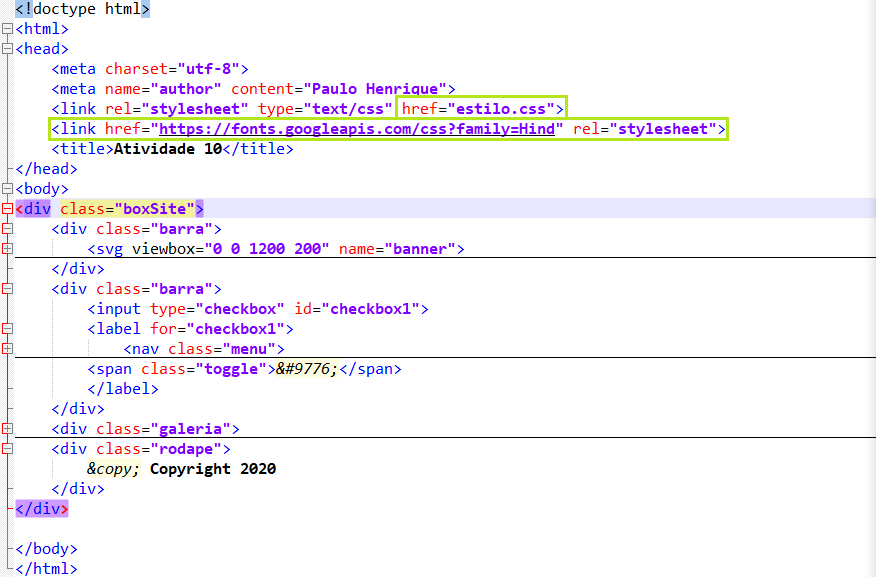 <!doctype html>
<html>
<head>
<meta charset="utf-8">
<meta name="author" content="Paulo Henrique">
<link rel="stylesheet" type="text/css" href="estilo.css">
<link href="https://fonts.googleapis.com/css?family=Hind" rel="stylesheet">
<title>Atividade 10</title>
</head>
<body>
<div class="boxSite">
<div class="barra">
<svg viewbox="0 0 1200 200" name="banner">
</div>
<div class="barra">
<input type="checkbox" id="checkbox1">
<label for="checkbox1">
<nav class="menu">
<span class="toggle">&#9776;</span>
</label>
</div>
<div class="galeria">
<div class="rodape">
&copy; Copyright 2020
</div>
</div>
</body>
</html>